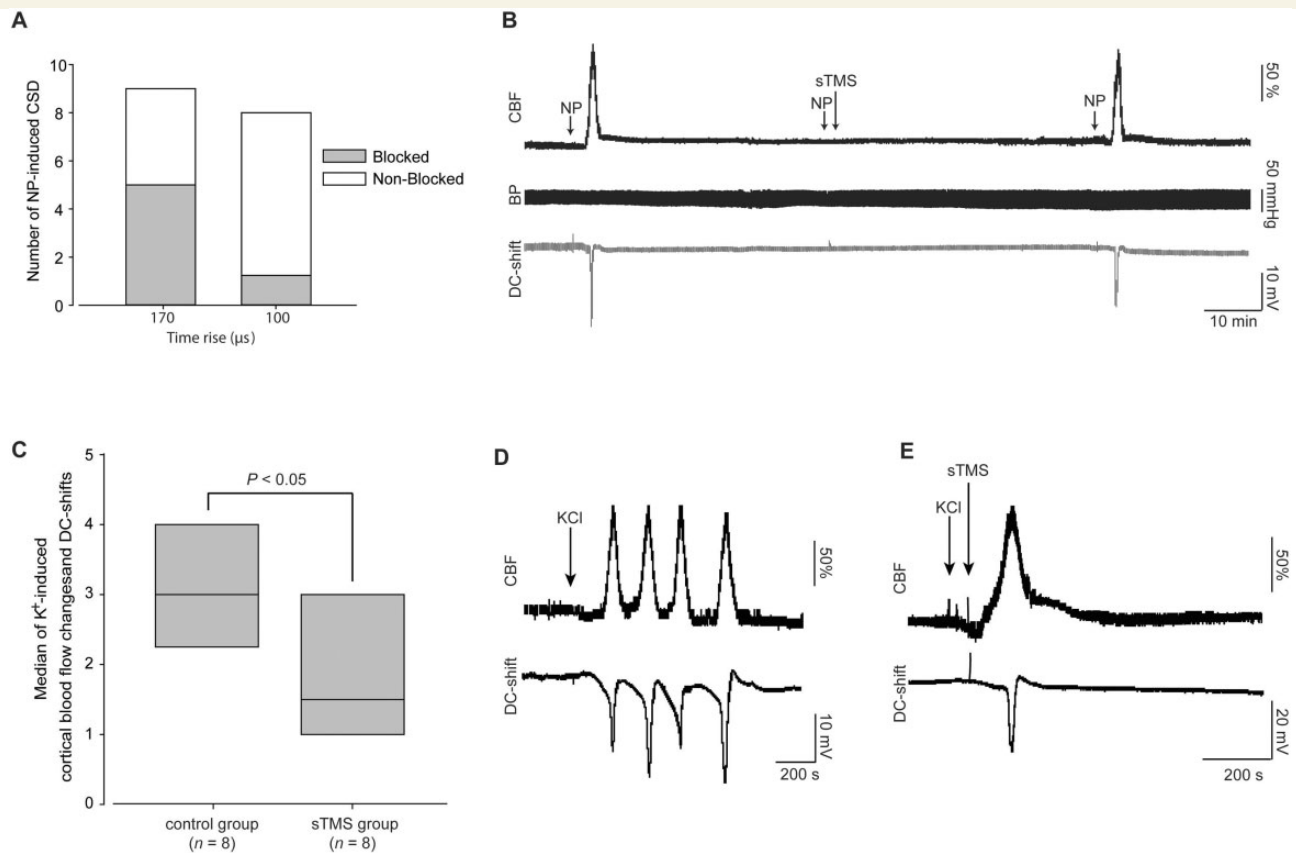 A
Number of NP-induced CSD
10
8
6
4
2
0
170
100
Time rise (µs)
Blocked
Non-Blocked
B
CBF
NP
NP
sTMS
NP
50 %
BP
50 mmHg
DC-shift
10 mV
10 min
C
Median of K⁺-induced
cortical blood flow changesand DC-shifts
5
4
3
2
1
0
P < 0.05
control group
(n = 8)
sTMS group
(n = 8)
D
KCl
CBF
50%
DC-shift
10 mV
200 s
E
sTMS
KCl
CBF
50%
DC-shift
20 mV
200 s